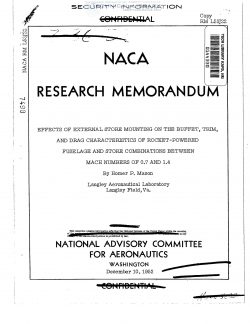 SECURITY INFORMATION
CONFIDENTIAL
Copy
RM L52J22
NACA RM L52J22
7498
NACA
RESEARCH MEMORANDUM
EFFECTS OF EXTERNAL STORE MOUNTING ON THE BUFFET, TRIM,
AND DRAG CHARACTERISTICS OF ROCKET-POWERED
FUSELAGE AND STORE COMBINATIONS BETWEEN
MACH NUMBERS OF 0.7 AND 1.4
By Homer P. Mason
Langley Aeronautical Laboratory
Langley Field, Va.
NATIONAL ADVISORY COMMITTEE
FOR AERONAUTICS
WASHINGTON
December 10, 1952
CONFIDENTIAL